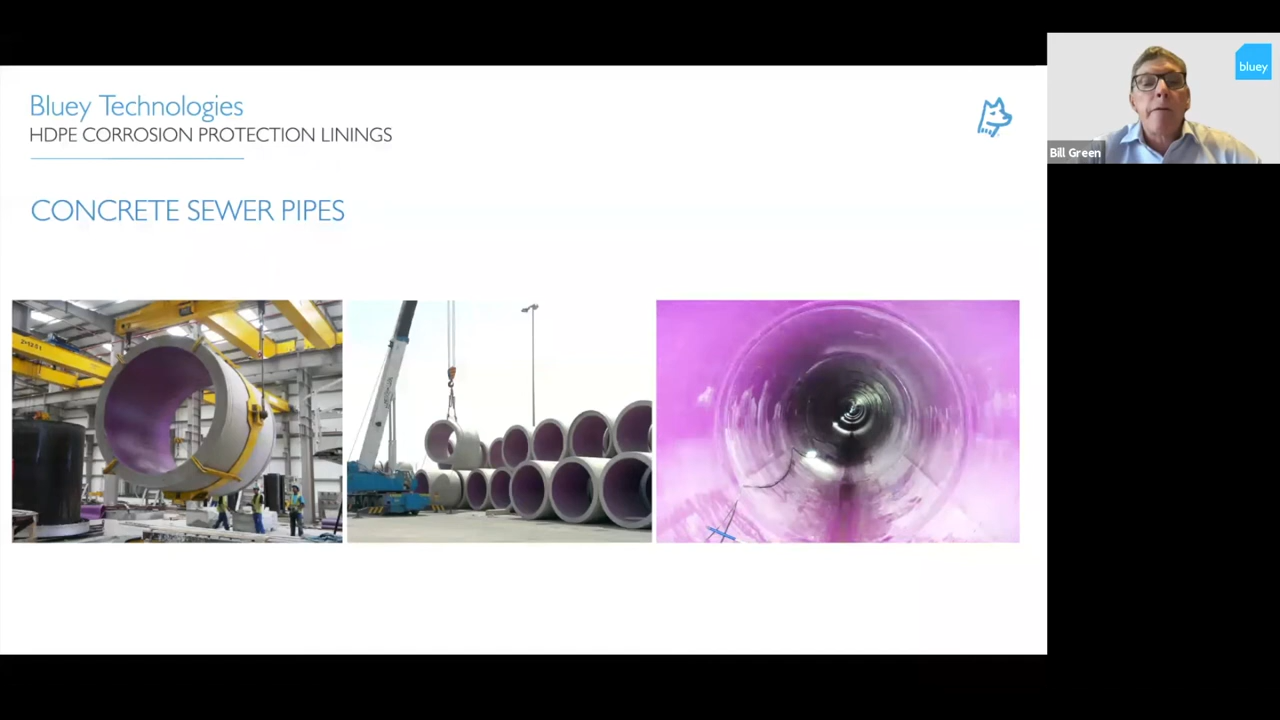 Bluey Technologies
HDPE CORROSION PROTECTION LININGS
CONCRETE SEWER PIPES
bluey
Bill Green